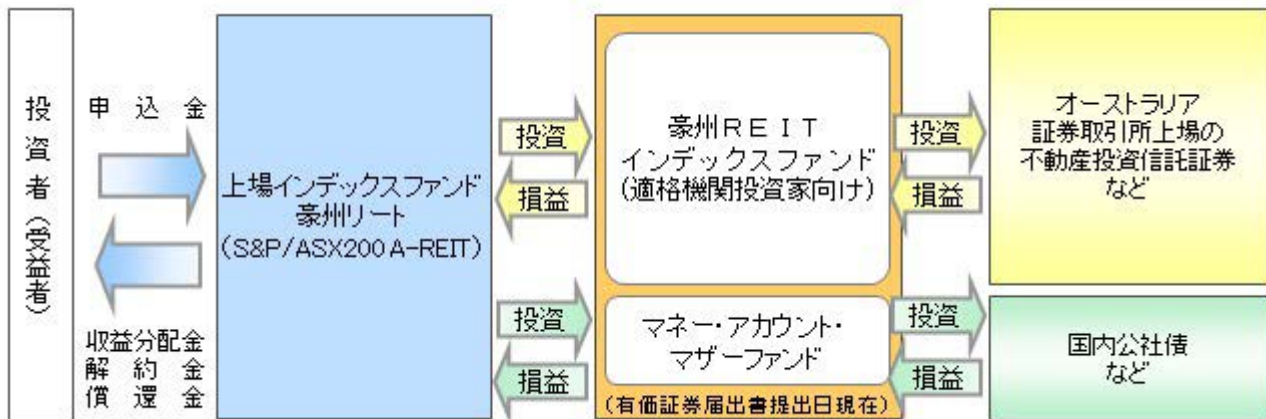 投資者（受益者）
申込金
収益分配金
解約金
償還金
上場インデックスファンド
豪州リート
（S&P/ASX200 A-REIT）
投資
損益
投資
損益
豪州ＲＥＩＴ
インデックスファンド
（適格機関投資家向け）
マネー・アカウント・
マザーファンド
（有価証券届出書提出日現在）
投資
損益
投資
損益
オーストラリア
証券取引所上場の
不動産投資信託証券
など
国内公社債
など